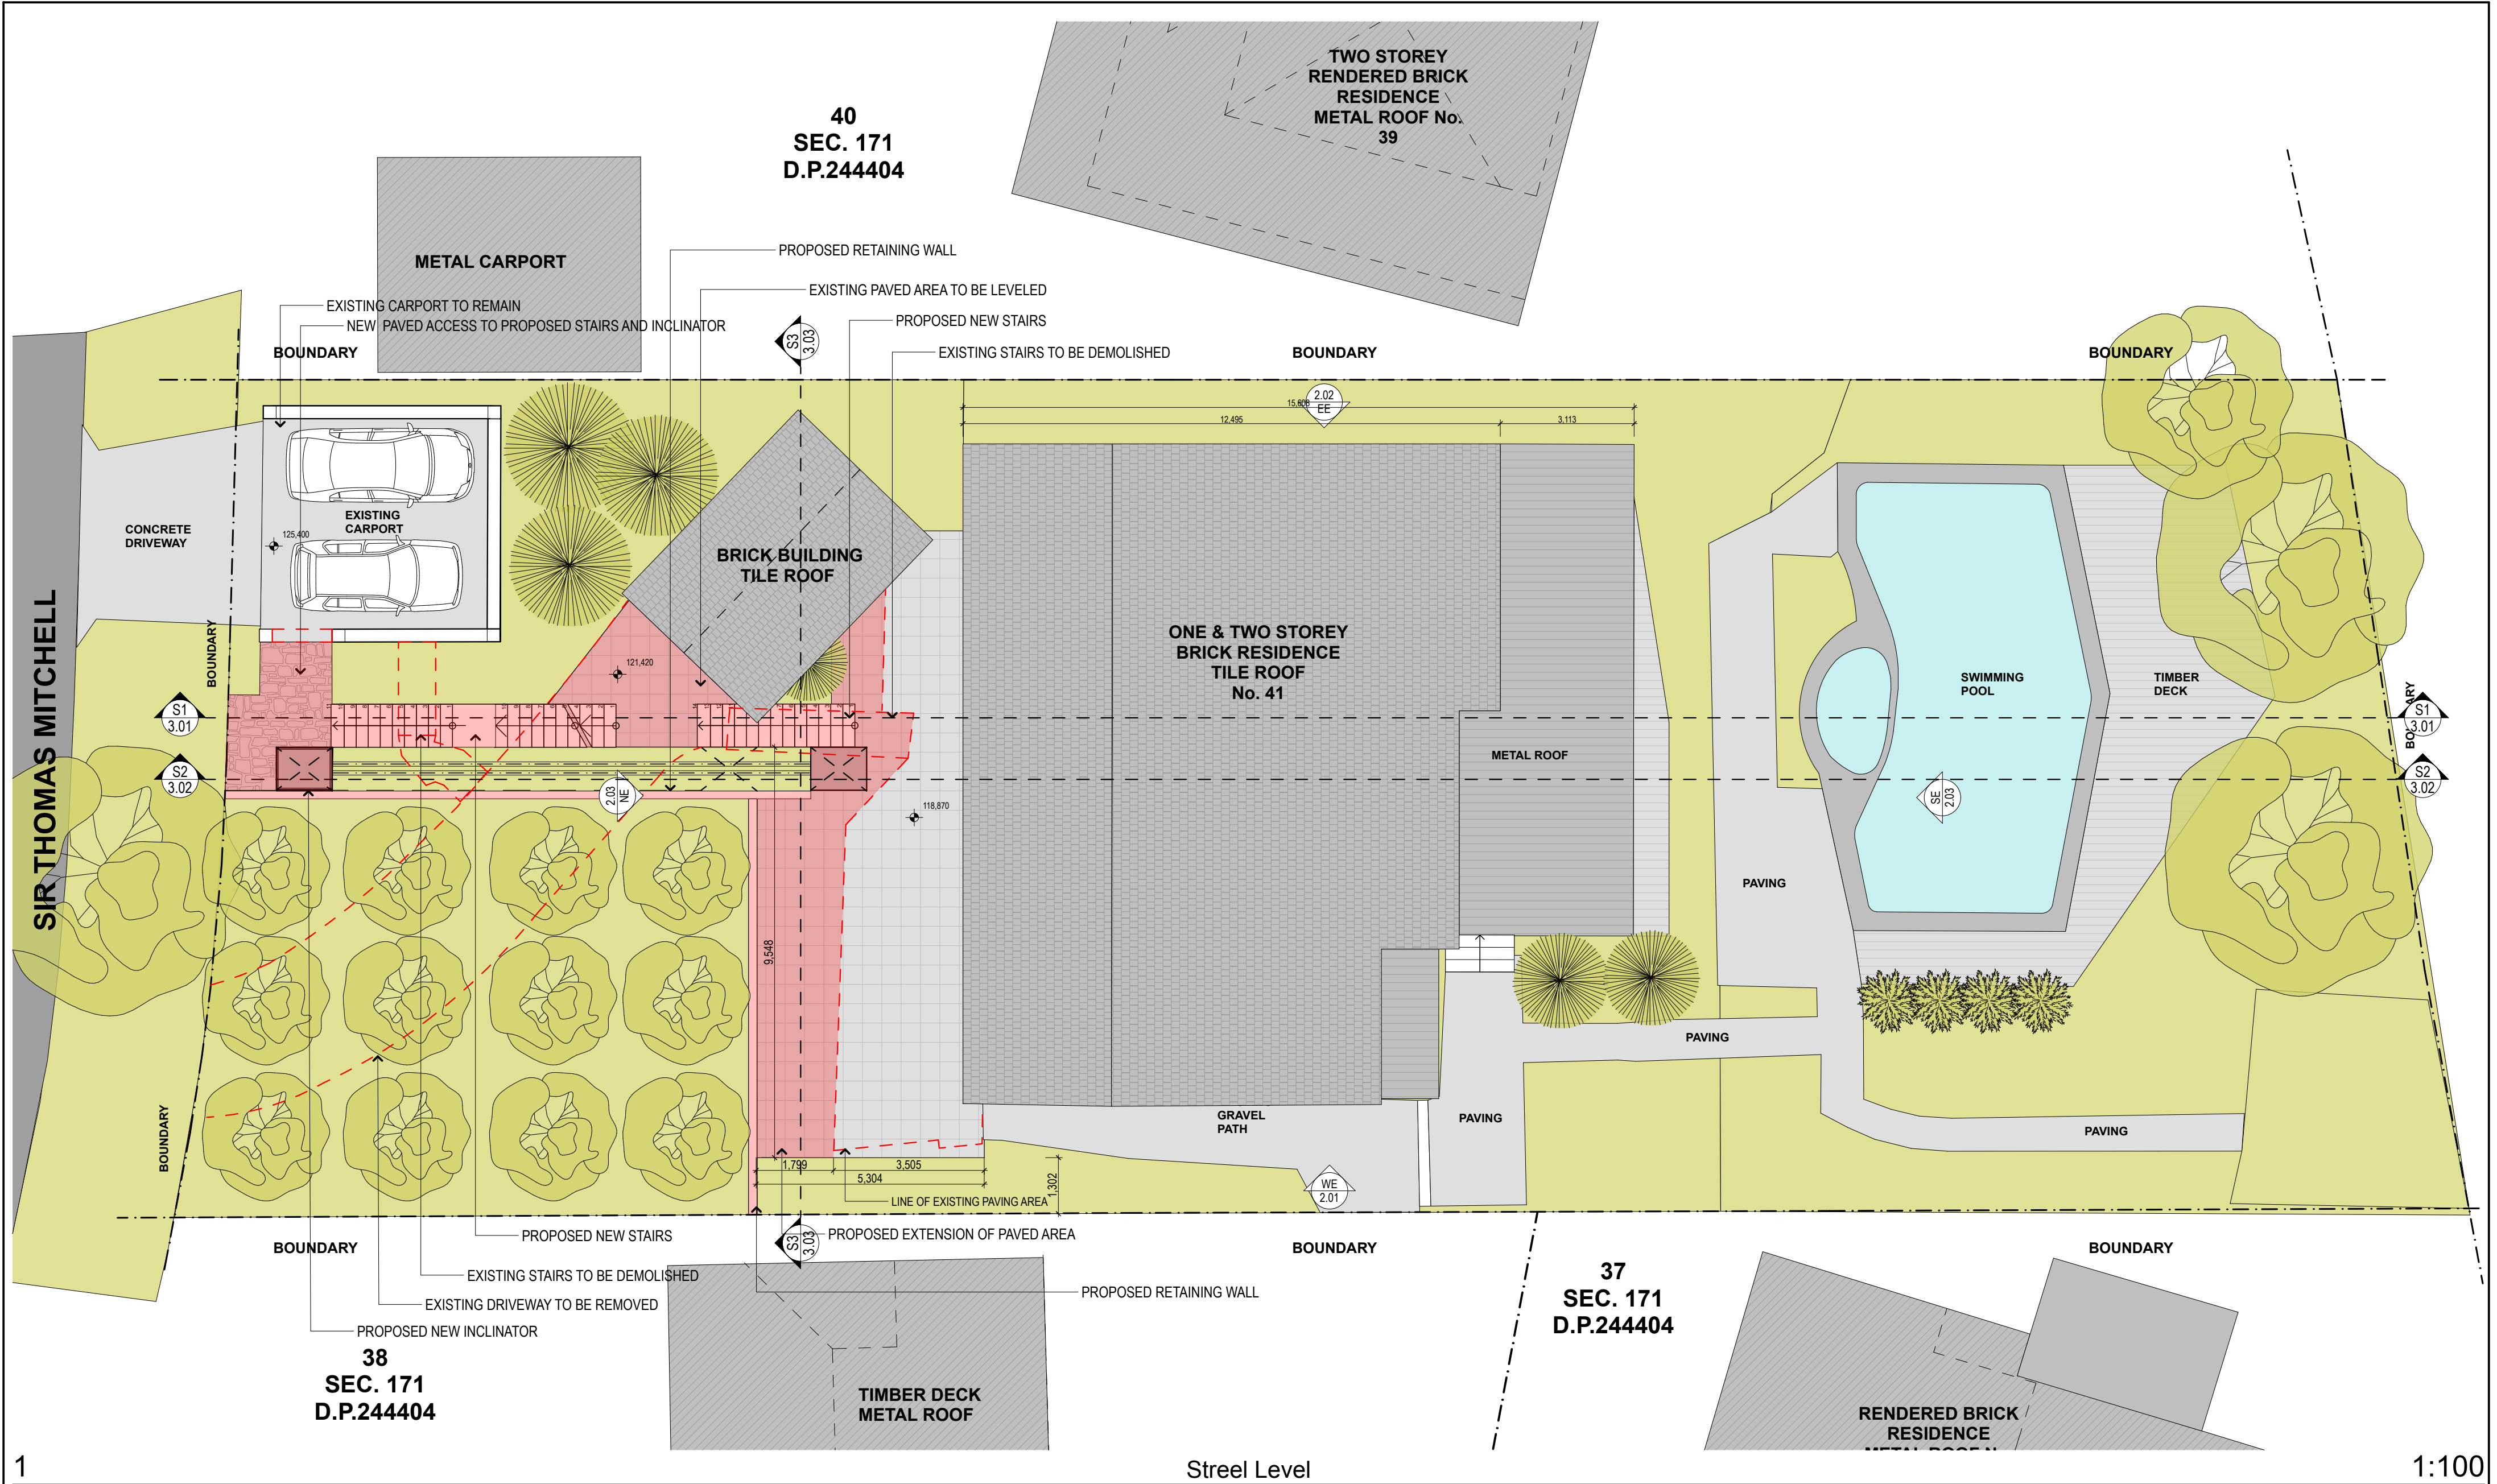 TWO STOREY
RENDERED BRICK
RESIDENCE
METAL ROOF No.
39
40
SEC. 171
D.P.244404
METAL CARPORT
PROPOSED RETAINING WALL
EXISTING PAVED AREA TO BE LEVELED
EXISTING CARPORT TO REMAIN
NEW PAVED ACCESS TO PROPOSED STAIRS AND INCLINATOR
PROPOSED NEW STAIRS
EXISTING STAIRS TO BE DEMOLISHED
S3
3.03
BOUNDARY
BOUNDARY
BOUNDARY
2.02
EE
15,608
12,495
3,113
CONCRETE
DRIVEWAY
EXISTING
CARPORT
125,400
BRICK BUILDING
TILE ROOF
SIR THOMAS MITCHELL
BOUNDARY
121,420
ONE & TWO STOREY
BRICK RESIDENCE
TILE ROOF
No. 41
SWIMMING
POOL
TIMBER
DECK
S1
3.01
S1
3.01
METAL ROOF
S2
3.02
S2
3.02
2.03
NE
SE
2.03
118,870
PAVING
9,548
PAVING
GRAVEL
PATH
PAVING
PAVING
BOUNDARY
1,799
3,505
5,304
1,302
WE
2.01
LINE OF EXISTING PAVING AREA
PROPOSED NEW STAIRS
S3
3.03
PROPOSED EXTENSION OF PAVED AREA
BOUNDARY
BOUNDARY
BOUNDARY
EXISTING STAIRS TO BE DEMOLISHED
PROPOSED RETAINING WALL
EXISTING DRIVEWAY TO BE REMOVED
PROPOSED NEW INCLINATOR
37
SEC. 171
D.P.244404
38
SEC. 171
D.P.244404
TIMBER DECK
METAL ROOF
RENDERED BRICK
RESIDENCE
1
Streel Level
1:100